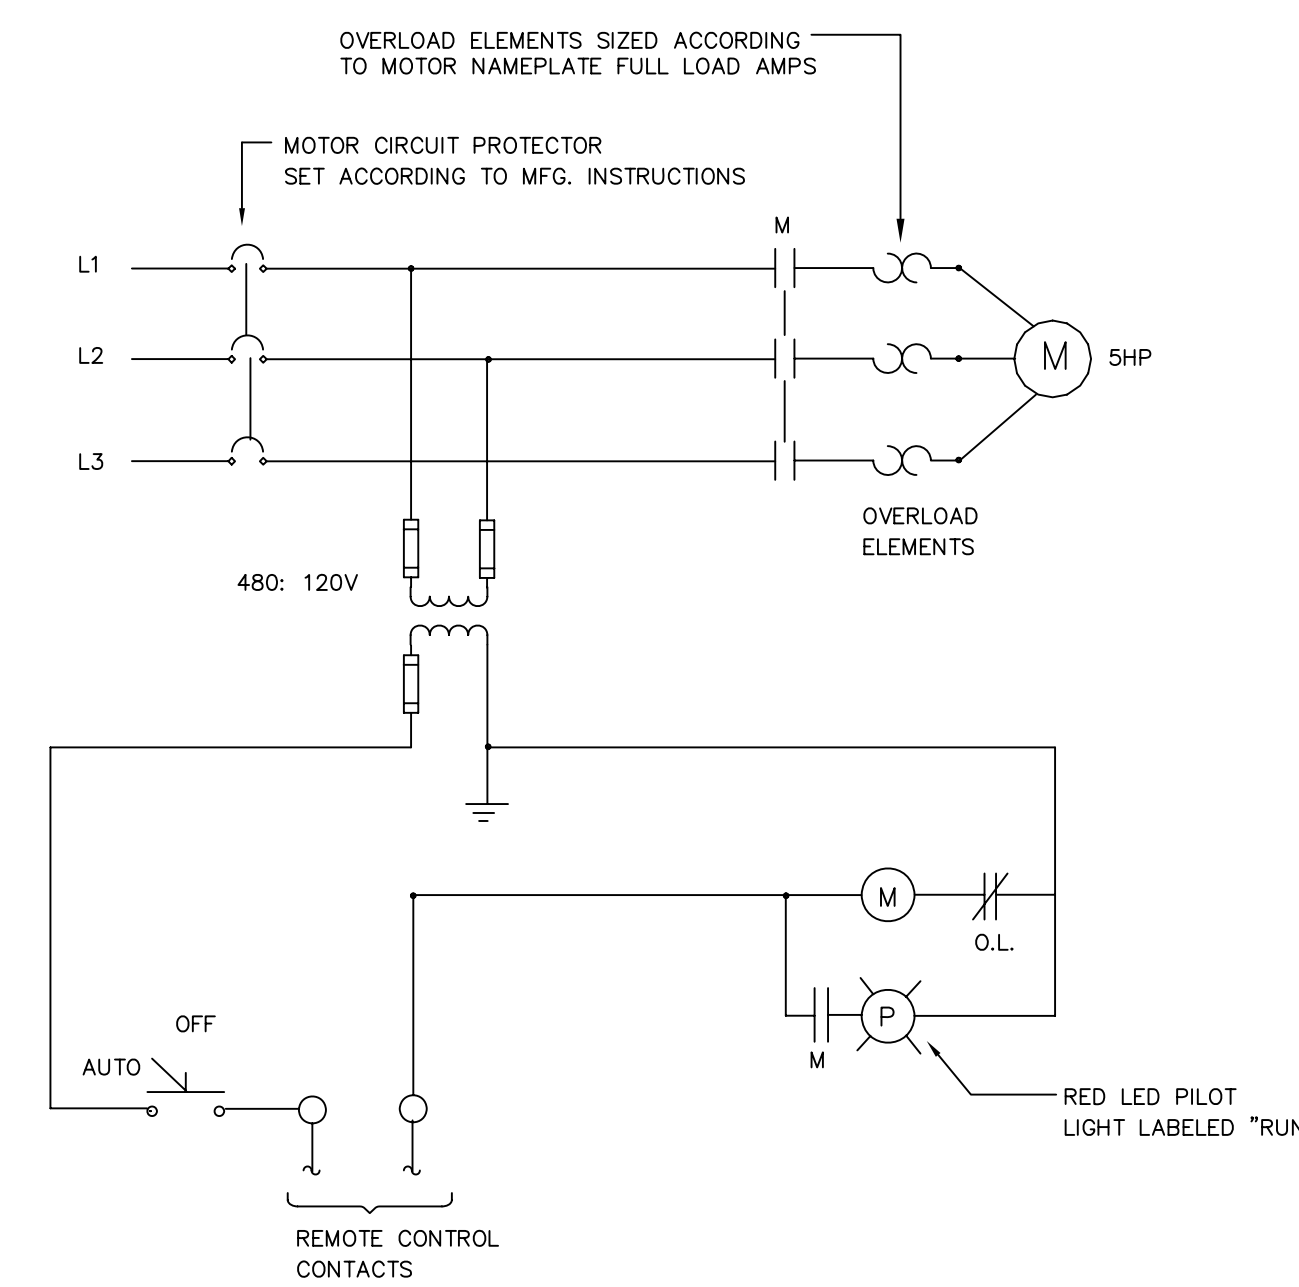 OVERLOAD ELEMENTS SIZED ACCORDING
TO MOTOR NAMEPLATE FULL LOAD AMPS
MOTOR CIRCUIT PROTECTOR
SET ACCORDING TO MFG. INSTRUCTIONS
M
L1
L2
M
5HP
L3
OVERLOAD
ELEMENTS
480: 120V
M
O.L.
OFF
P
AUTO
M
RED LED PILOT
LIGHT LABELED "RUN
REMOTE CONTROL
CONTACTS